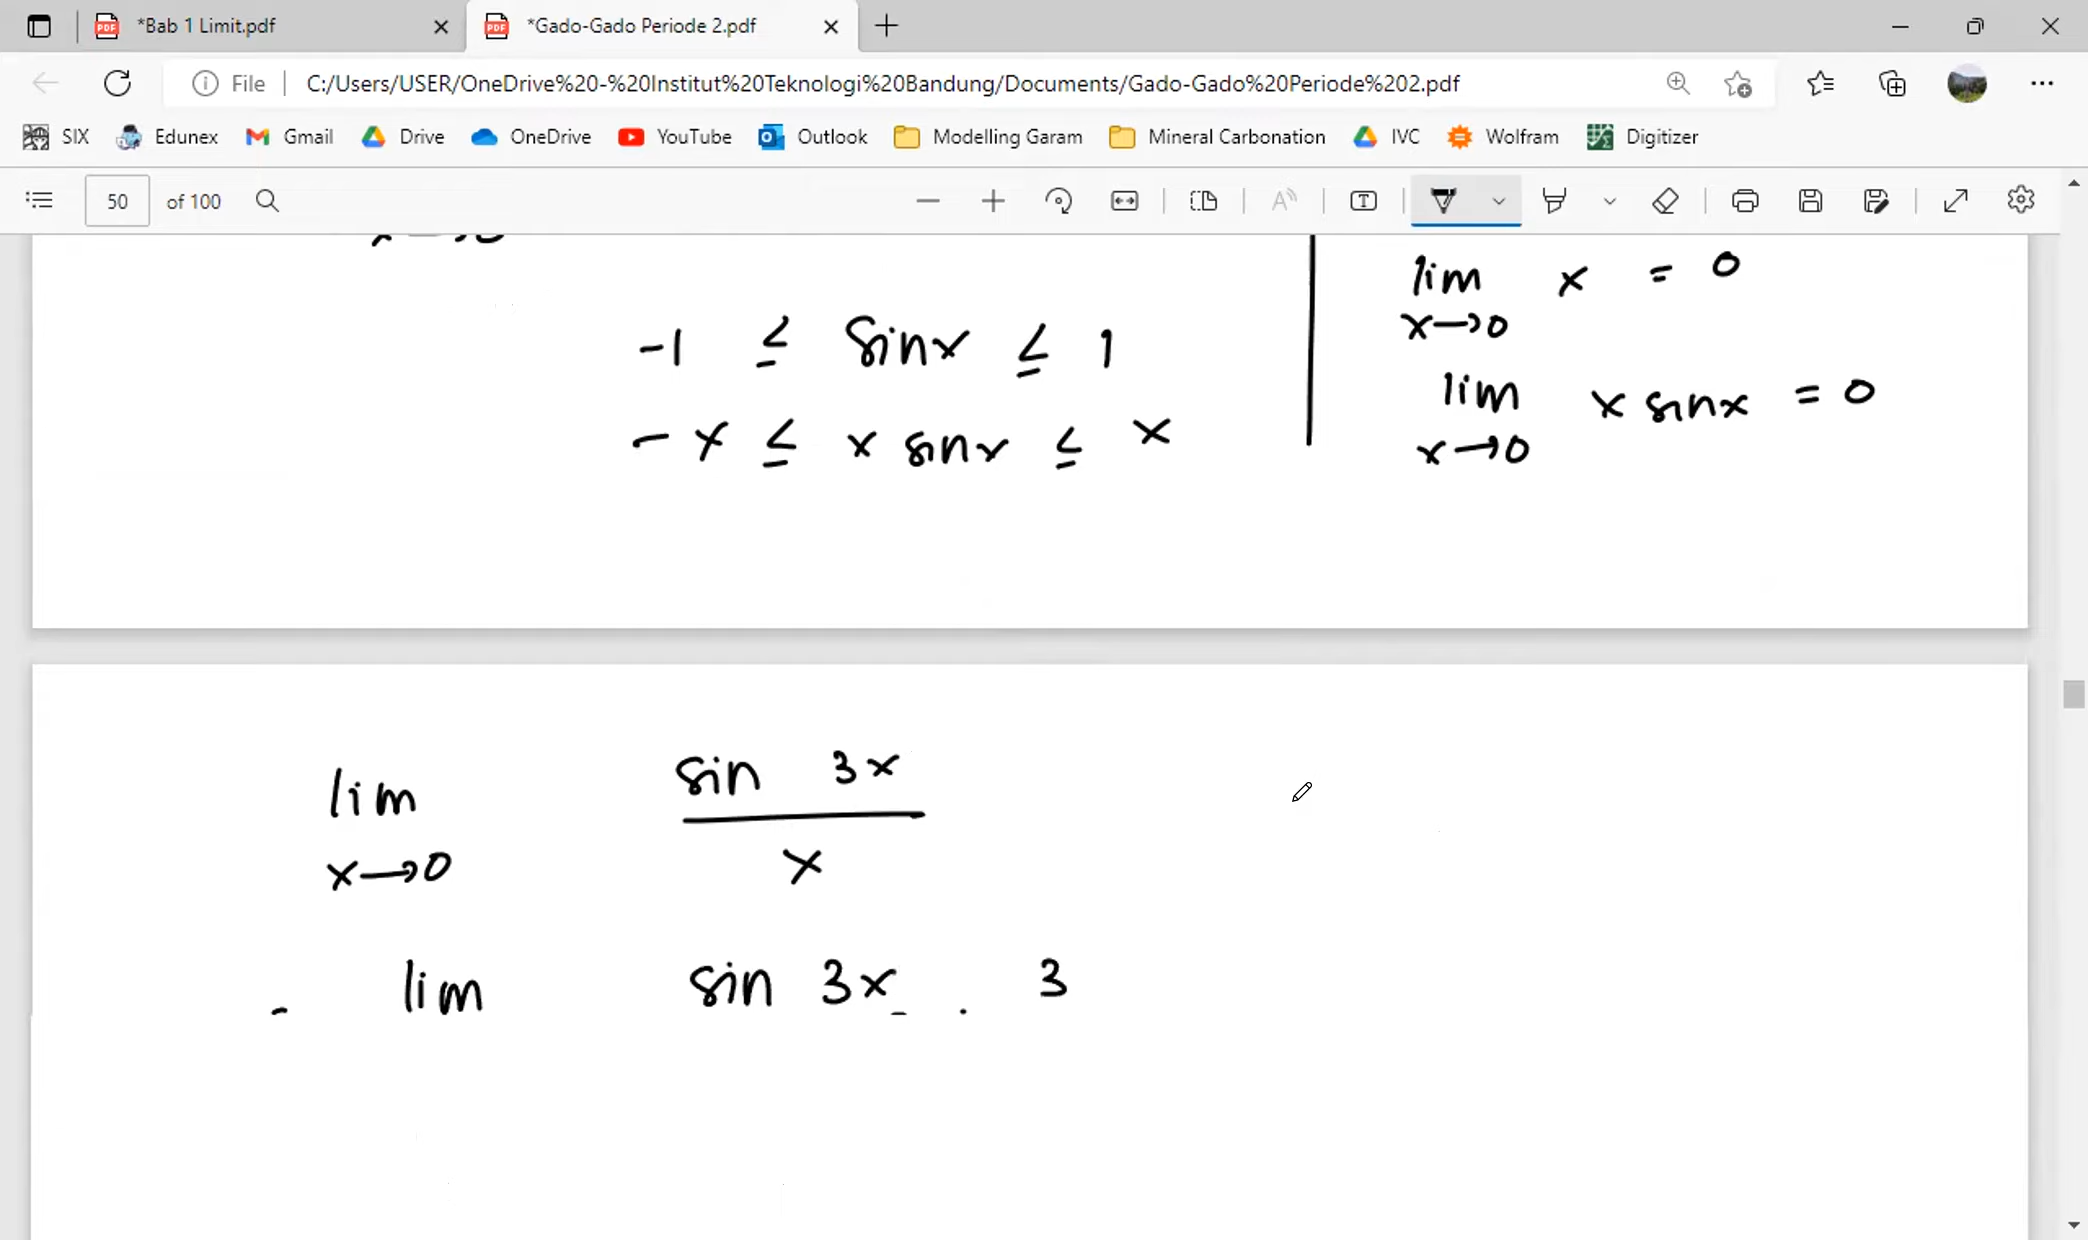 *Bab 1 Limit.pdf
*Gado-Gado Periode 2.pdf
File
C:/Users/USER/OneDrive%20-%20Institut%20Teknologi%20Bandung/Documents/Gado-Gado%20Periode%202.pdf
SIX Edunex Gmail Drive OneDrive YouTube Outlook Modelling Garam Mineral Carbonation IVC Wolfram Digitizer
50 of 100
lim x = 0
x→0
-1 ≤ sinx ≤ 1
lim x sinx = 0
x→0
-x ≤ x sinx ≤ x
lim sin 3x
x→0 x
lim sin 3x . 3